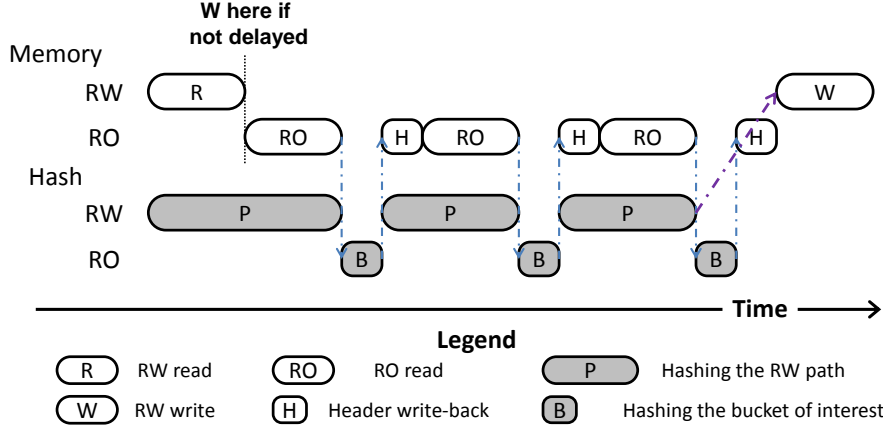 W here if
not delayed
Memory
RW R W
RO RO H RO H RO H
Hash
RW P P P
RO B B B
Time
Legend
R RW read RO RO read P Hashing the RW path
W RW write H Header write-back B Hashing the bucket of interest